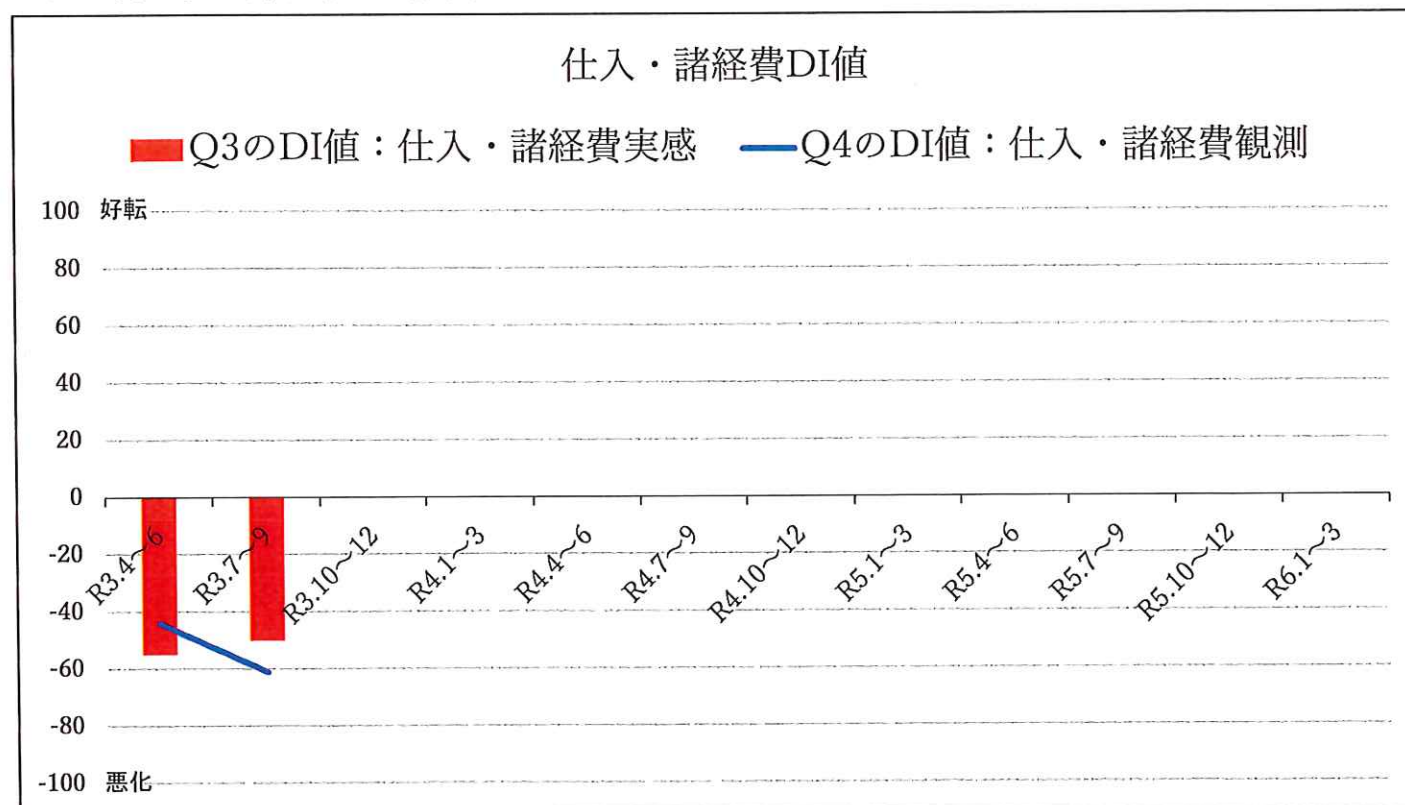 仕入・諸経費DI値
Q3のDI値：仕入・諸経費実感 Q4のDI値：仕入・諸経費観測
100 好転
80
60
40
20
0
-20
-40
-60
-80
-100 悪化
R3.4～6
R3.7～9
R3.10～12
R4.1～3
R4.4～6
R4.7～9
R4.10～12
R5.1～3
R5.4～6
R5.7～9
R5.10～12
R6.1～3